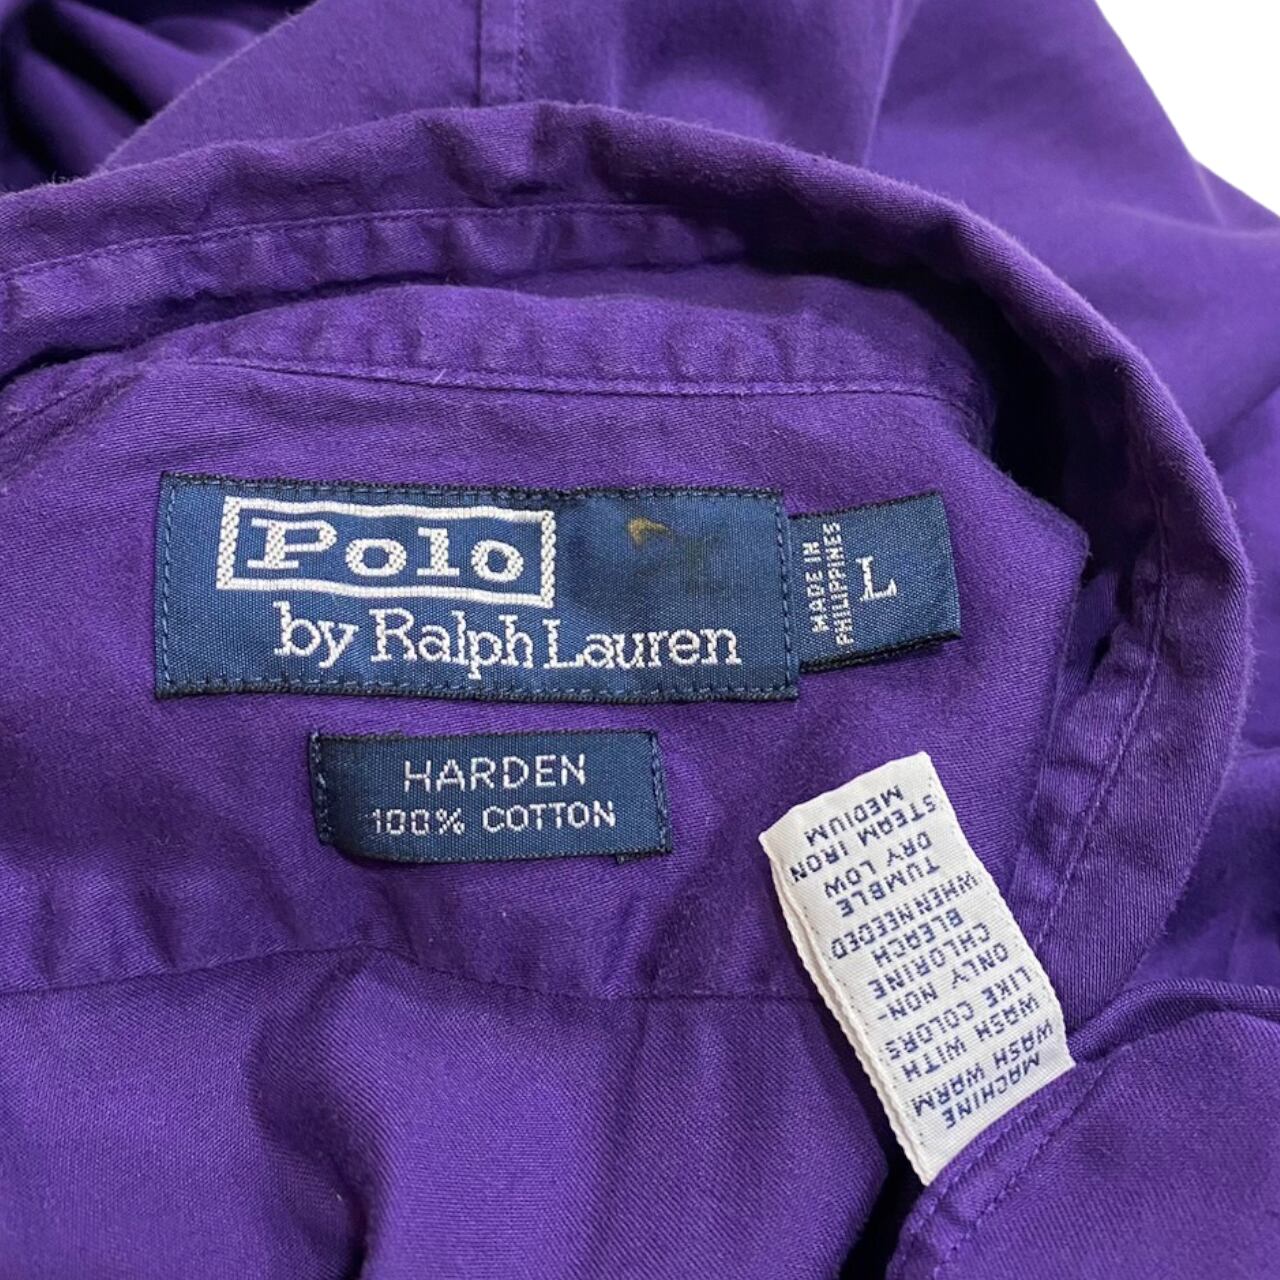 Polo
by Ralph Lauren
MADE IN
PHILIPPINES
L
HARDEN
100% COTTON
MACHINE
WASH WARM
WASH WITH
LIKE COLORS.
ONLY NON-
CHLORINE
BLEACH
WHEN NEEDED
TUMBLE
DRY LOW
STEAM IRON
MEDIUM